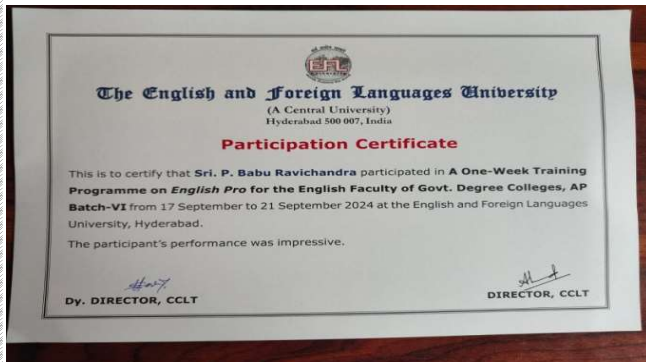 EFL
The English and Foreign Languages University
(A Central University)
Hyderabad 500 007, India
Participation Certificate
This is to certify that Sri. P. Babu Ravichandra participated in A One-Week Training
Programme on English Pro for the English Faculty of Govt. Degree Colleges, AP
Batch-VI from 17 September to 21 September 2024 at the English and Foreign Languages
University, Hyderabad.
The participant's performance was impressive.
Dy. DIRECTOR, CCLT
DIRECTOR, CCLT